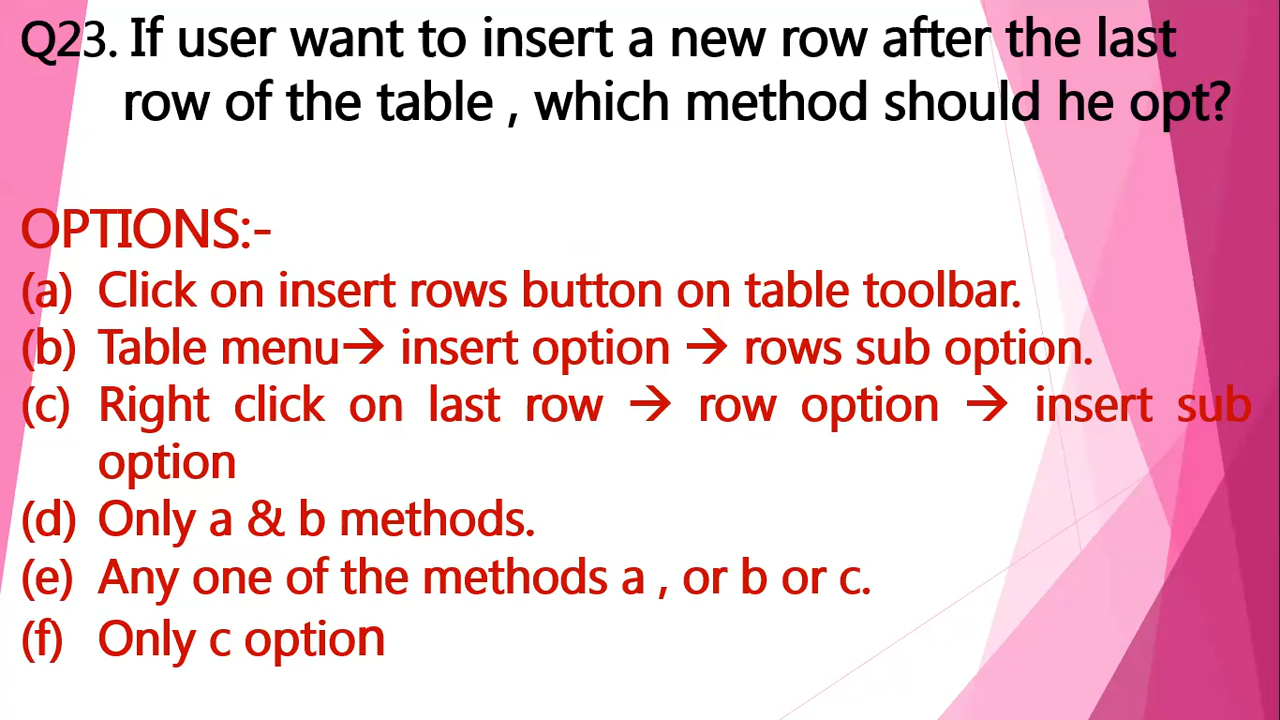 Q23. If user want to insert a new row after the last
row of the table , which method should he opt?
OPTIONS:-
(a) Click on insert rows button on table toolbar.
(b) Table menu→ insert option → rows sub option.
(c) Right click on last row → row option → insert sub
option
(d) Only a & b methods.
(e) Any one of the methods a , or b or c.
(f) Only c option